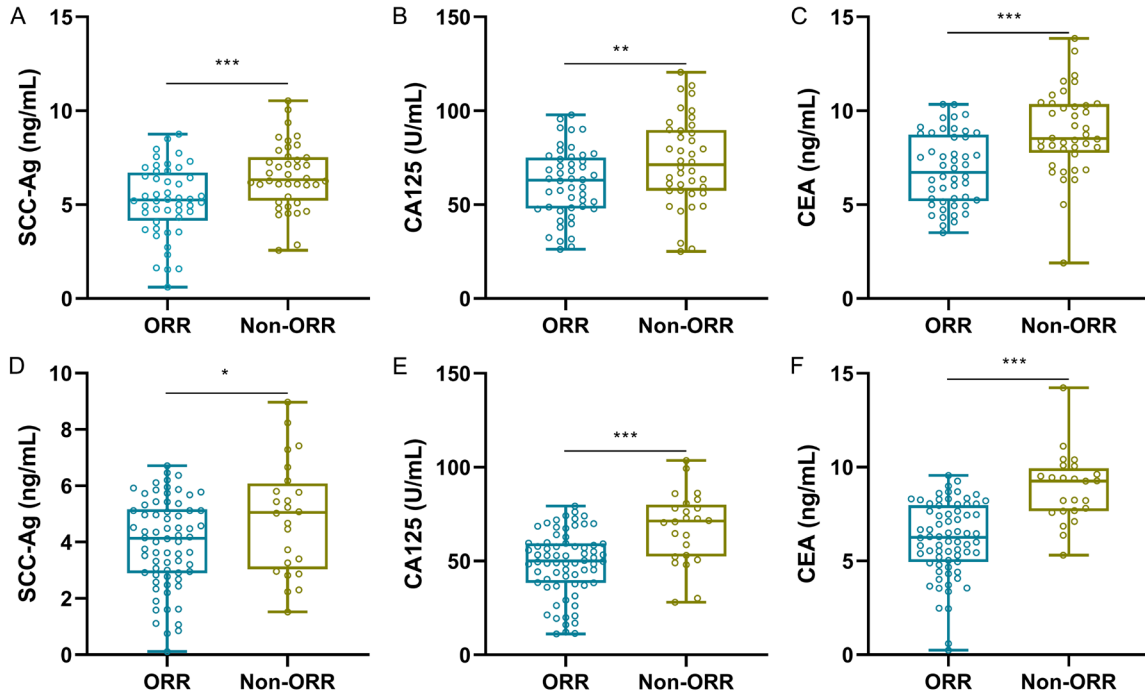 A
SCC-Ag (ng/mL)
15
10
5
0
***
ORR
Non-ORR
B
CA125 (U/mL)
150
100
50
0
**
ORR
Non-ORR
C
CEA (ng/mL)
15
10
5
0
***
ORR
Non-ORR
D
SCC-Ag (ng/mL)
10
8
6
4
2
0
*
ORR
Non-ORR
E
CA125 (U/mL)
150
100
50
0
***
ORR
Non-ORR
F
CEA (ng/mL)
15
10
5
0
***
ORR
Non-ORR